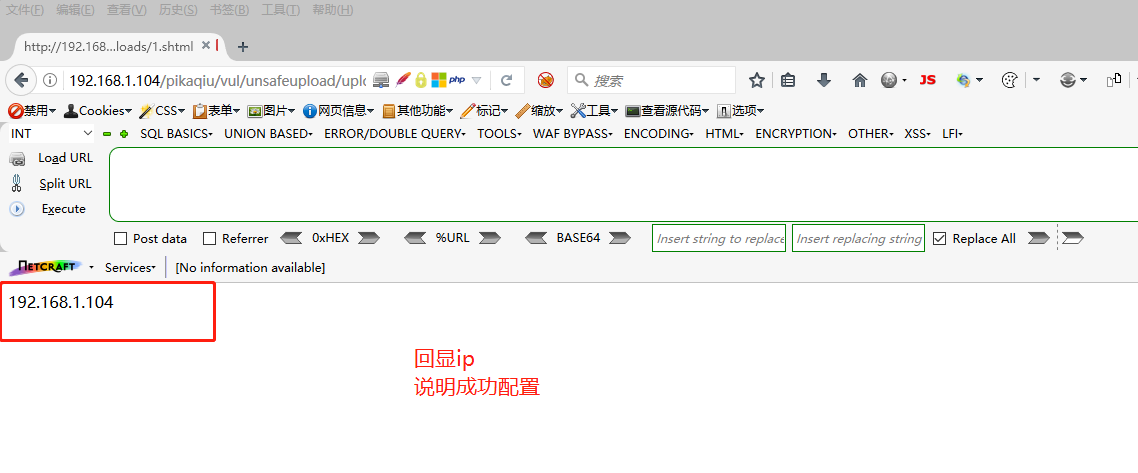 文件(F) 编辑(E) 查看(V) 历史(S) 书签(B) 工具(T) 帮助(H)
http://192.168...loads/1.shtml
192.168.1.104/pikaqiu/vul/unsafeupload/uplo php 搜索 JS
禁用 Cookies CSS 表单 图片 网页信息 其他功能 标记 缩放 工具 查看源代码 选项
INT SQL BASICS UNION BASED ERROR/DOUBLE QUERY TOOLS WAF BYPASS ENCODING HTML ENCRYPTION OTHER XSS LFI
Load URL
Split URL
Execute
Post data Referrer 0xHEX %URL BASE64 Insert string to replace Insert replacing string Replace All
NETCRAFT Services [No information available]
192.168.1.104
回显ip
说明成功配置